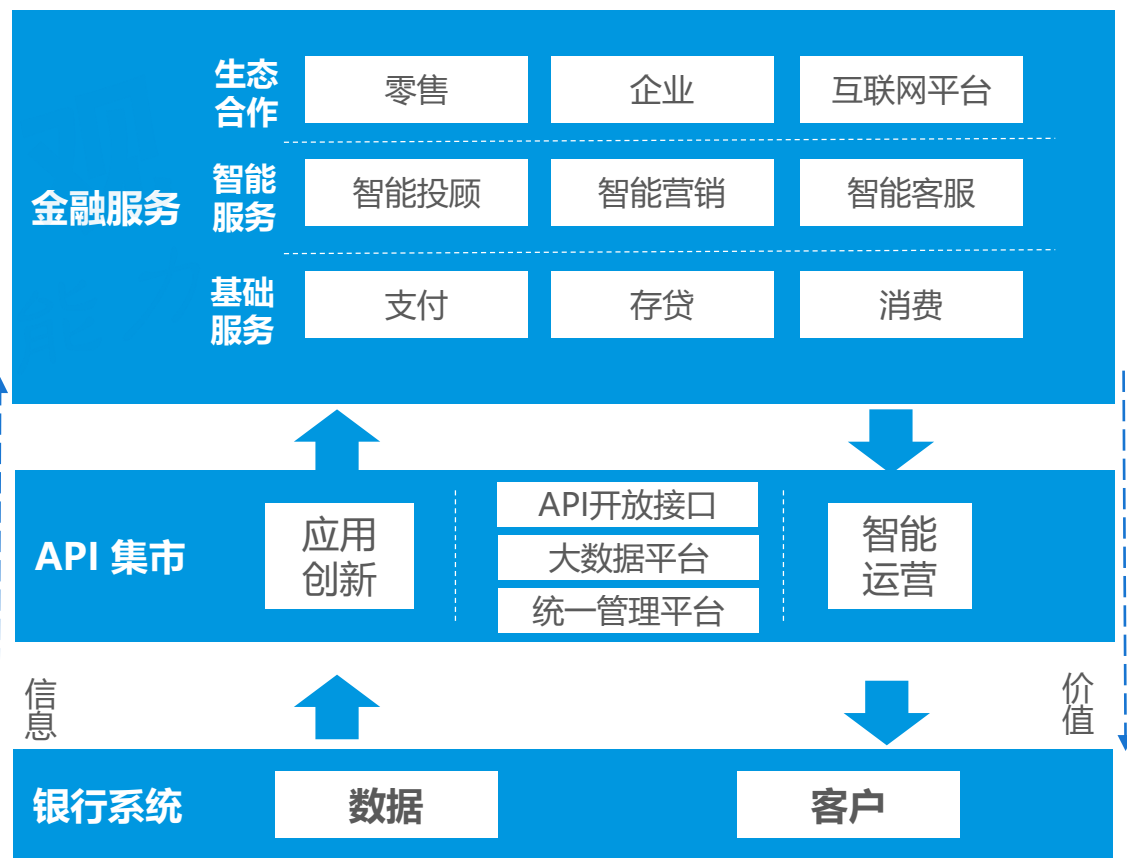 生态
合作
零售
企业
互联网平台
金融服务
智能
服务
智能投顾
智能营销
智能客服
基础
服务
支付
存贷
消费
API 集市
应用
创新
API开放接口
大数据平台
统一管理平台
智能
运营
信
息
价
值
银行系统
数据
客户